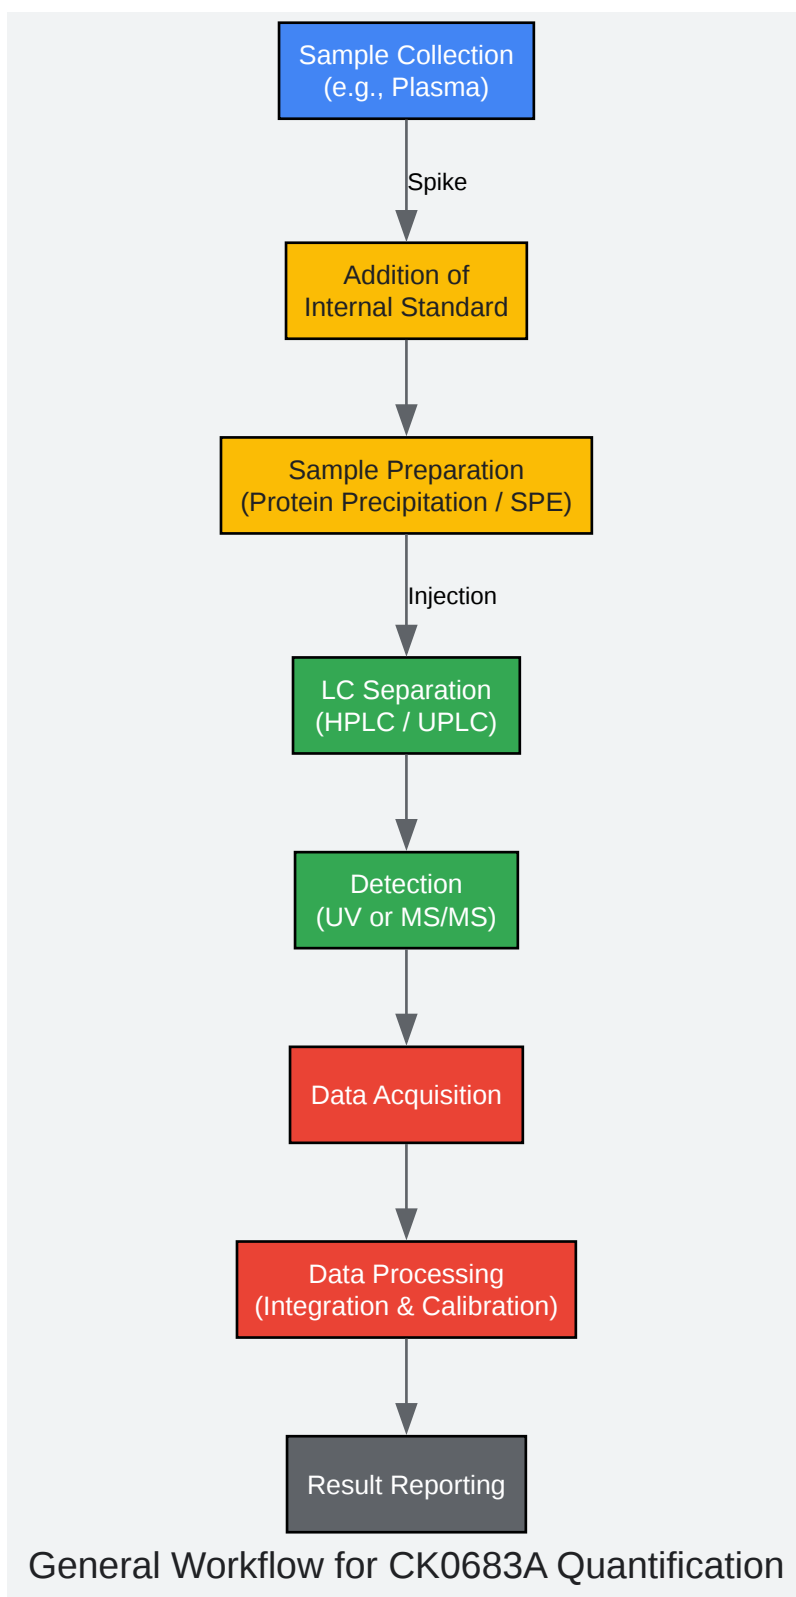 Sample Collection
(e.g., Plasma)
Spike
Addition of
Internal Standard
Sample Preparation
(Protein Precipitation / SPE)
Injection
LC Separation
(HPLC / UPLC)
Detection
(UV or MS/MS)
Data Acquisition
Data Processing
(Integration & Calibration)
Result Reporting
General Workflow for CK0683A Quantification